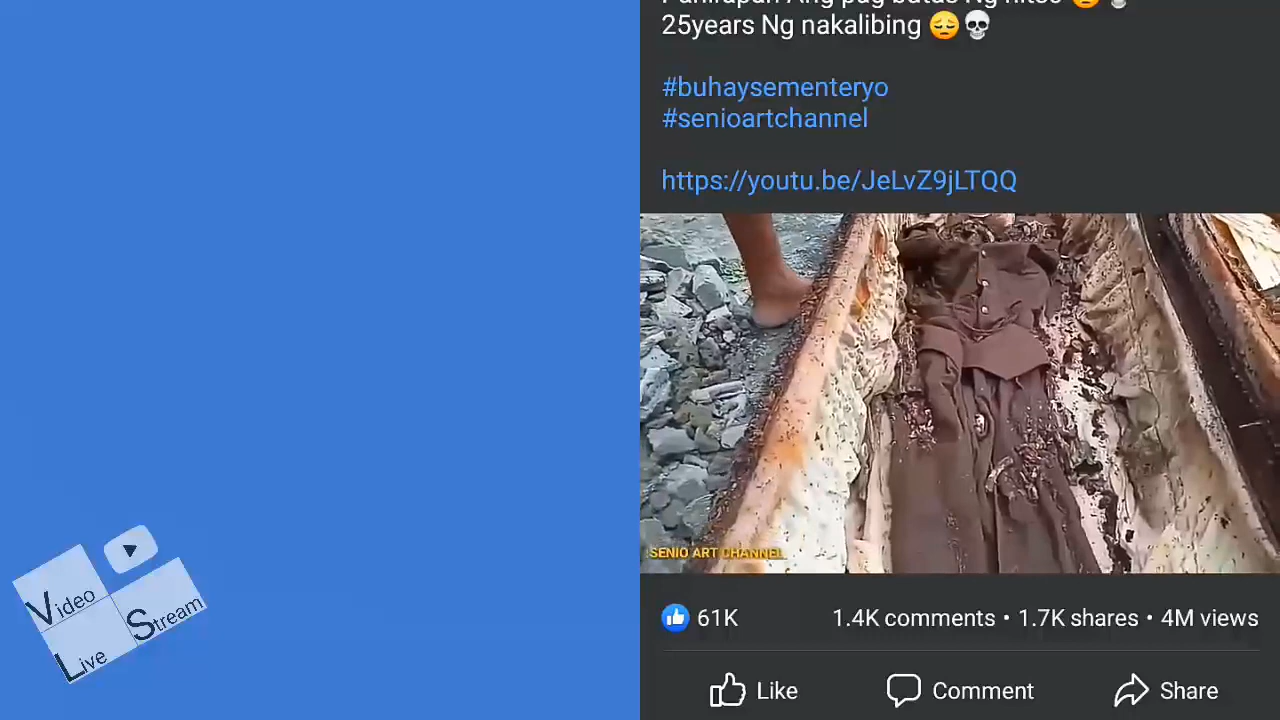 25years Ng nakalibing 😔💀
#buhaysementeryo
#senioartchannel
https://youtu.be/JeLvZ9jLTQQ
SENIO ART CHANNEL
61K
1.4K comments • 1.7K shares • 4M views
Like Comment Share
Video
Stream
Live